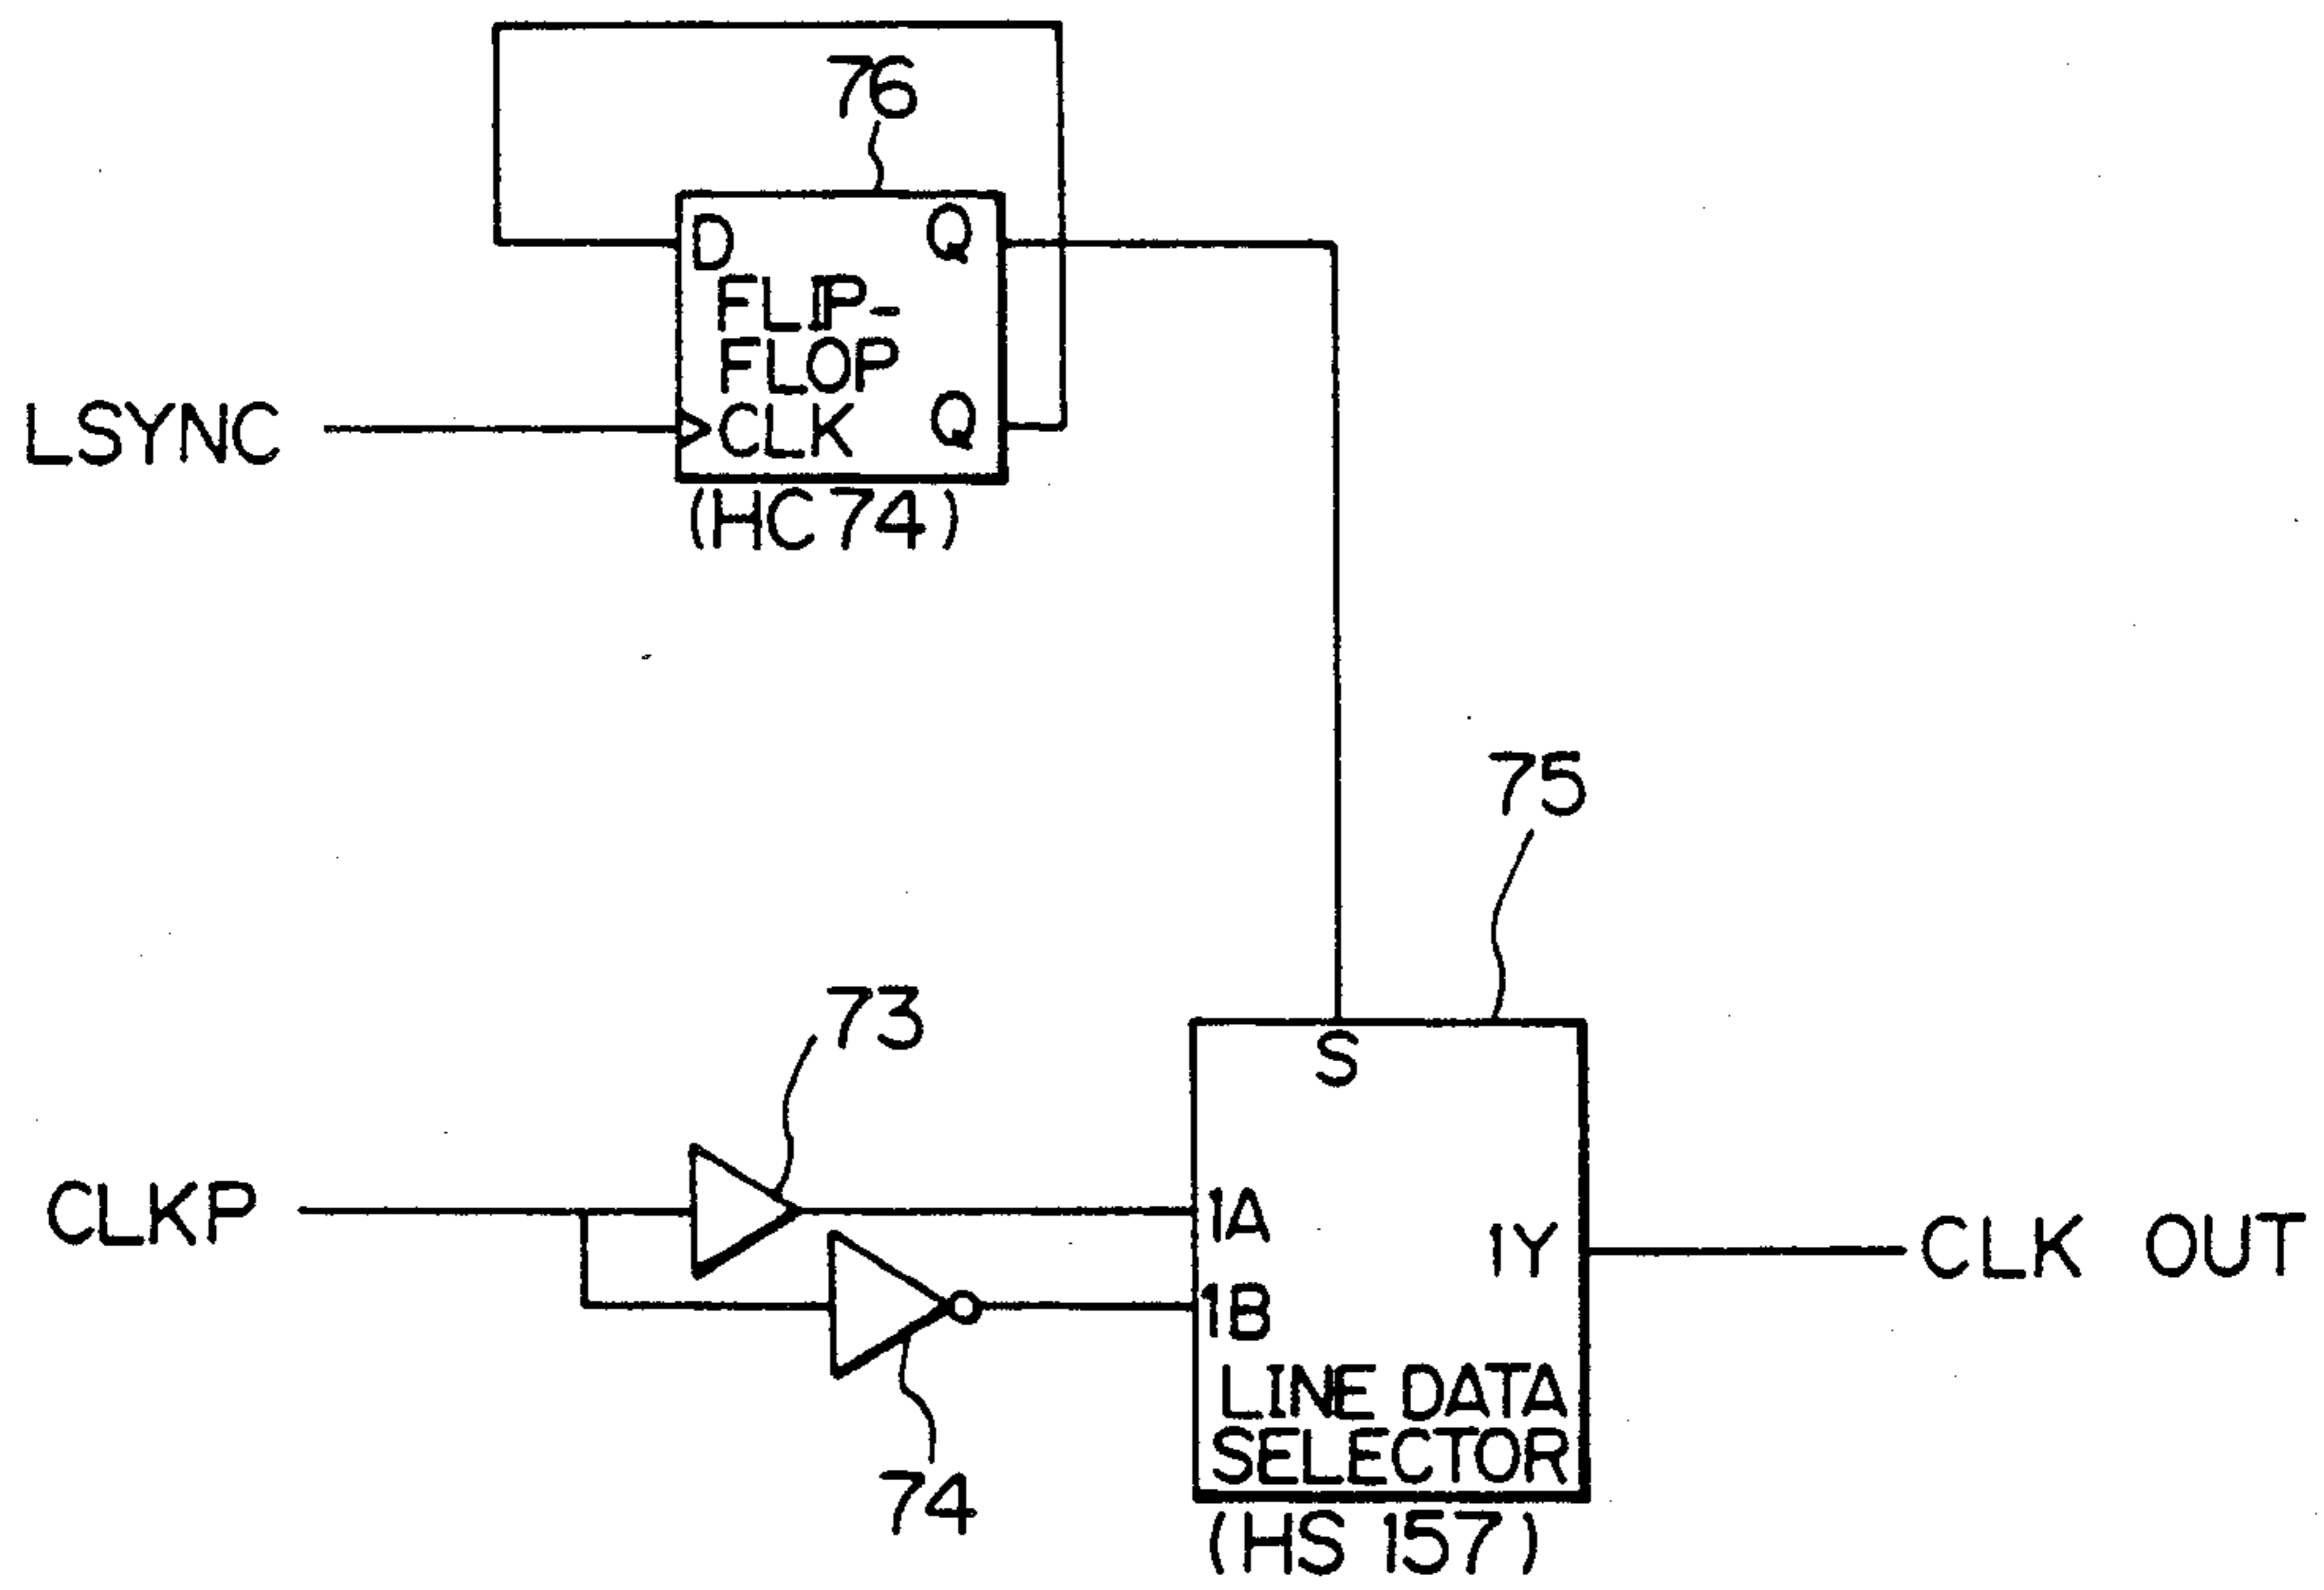 76
D Q
FLIP-
FLOP
LSYNC
CLK Q
(HC74)
75
73
S
CLKP
1A
1Y
CLK OUT
1B
LINE DATA
SELECTOR
74
(HS 157)